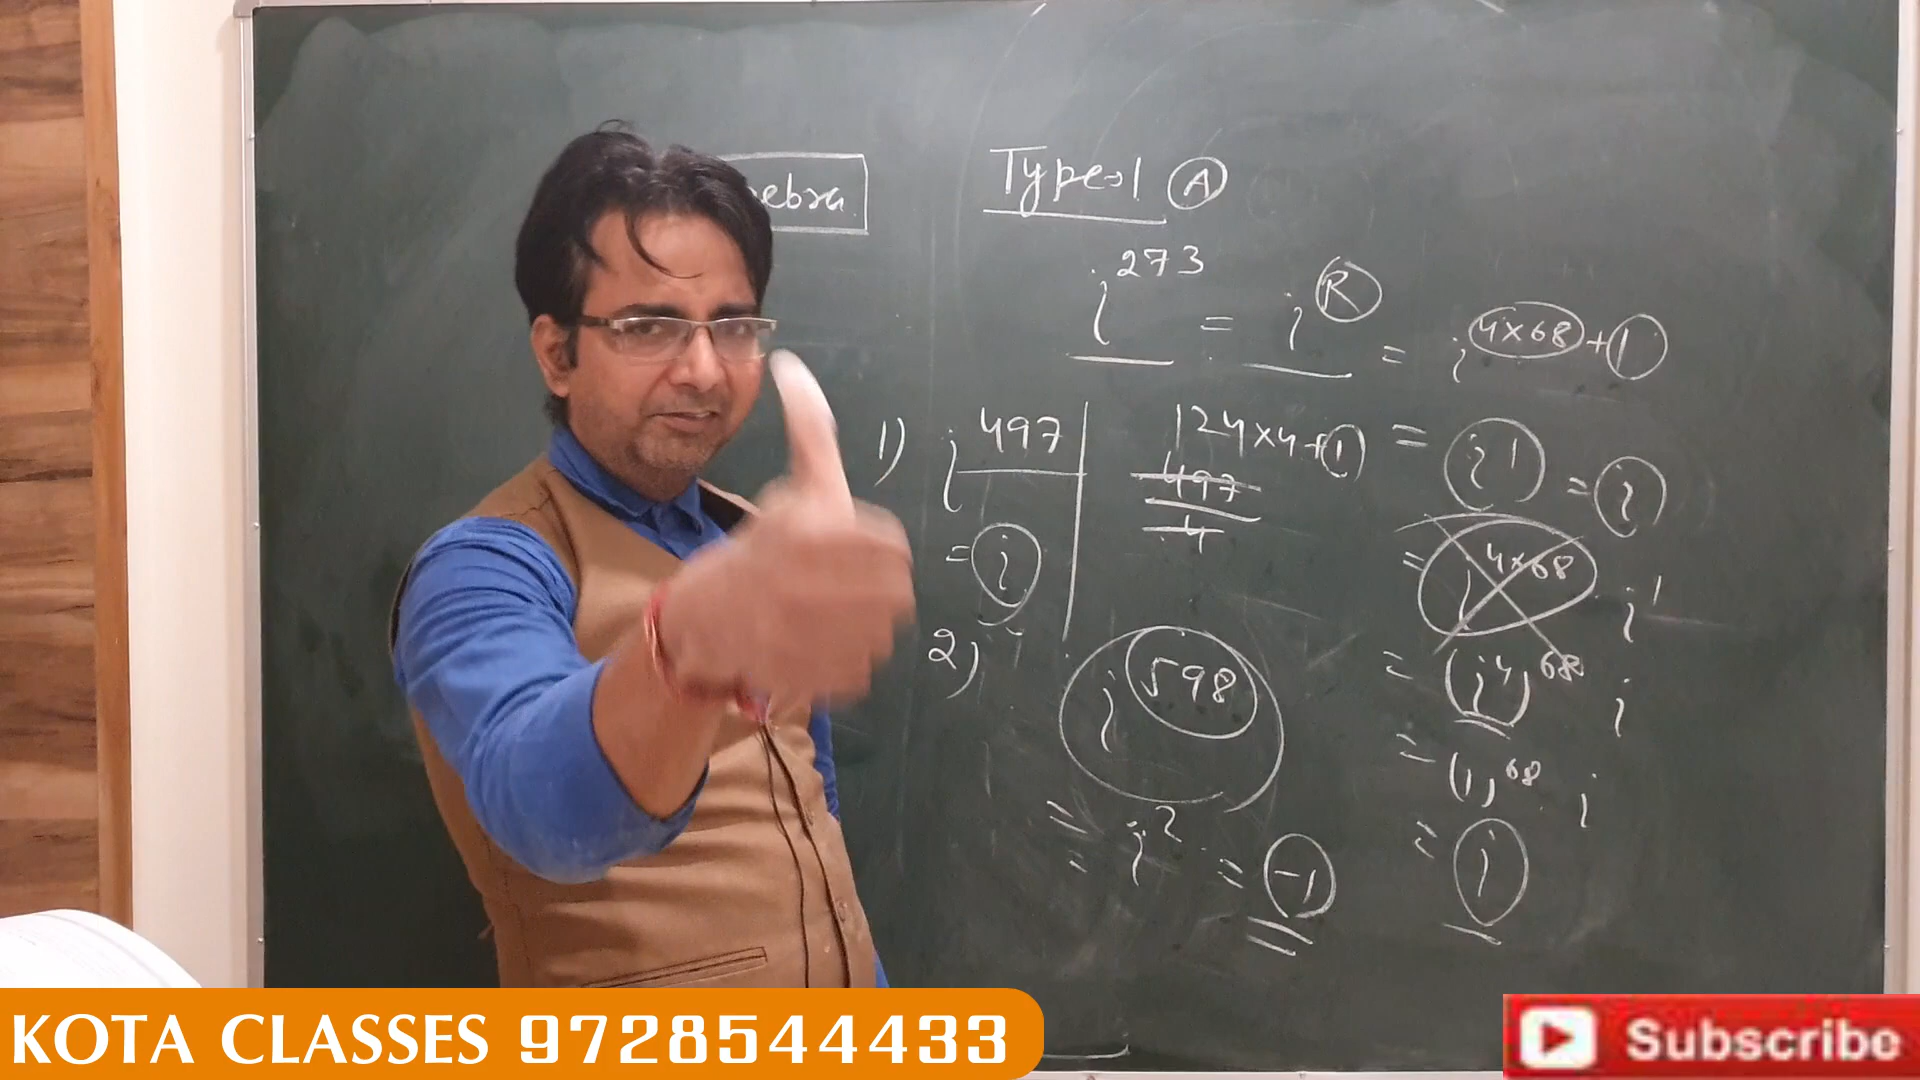 ebra.
Type-1 A
i^273 = i^R = i^(4×68)+1
1) i^497 124×4+1 = i^1 = i
497
4
= i
= i^4×68 . i^1
2) i^598
= (i^4)^68 i
= (1)^68 . i
= i^2 = -1
= i
KOTA CLASSES 9728544433
Subscribe